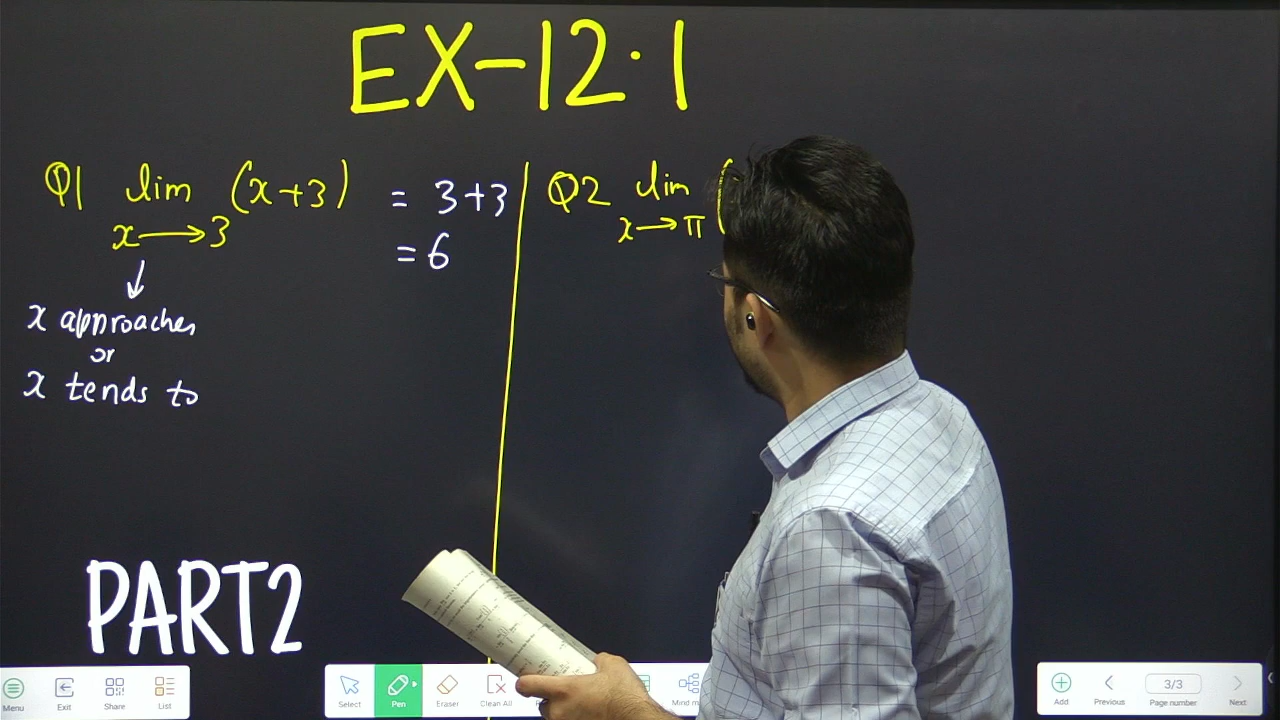 EX-12.1
Q1 lim (x+3) = 3+3
x→3
= 6
↓
x approaches
or
x tends to
Q2 lim (
x→π
PART2
Menu
Exit
Share
List
Select
Pen
Eraser
Clean All
Mind m
Add
Previous
3/3
Page number
Next